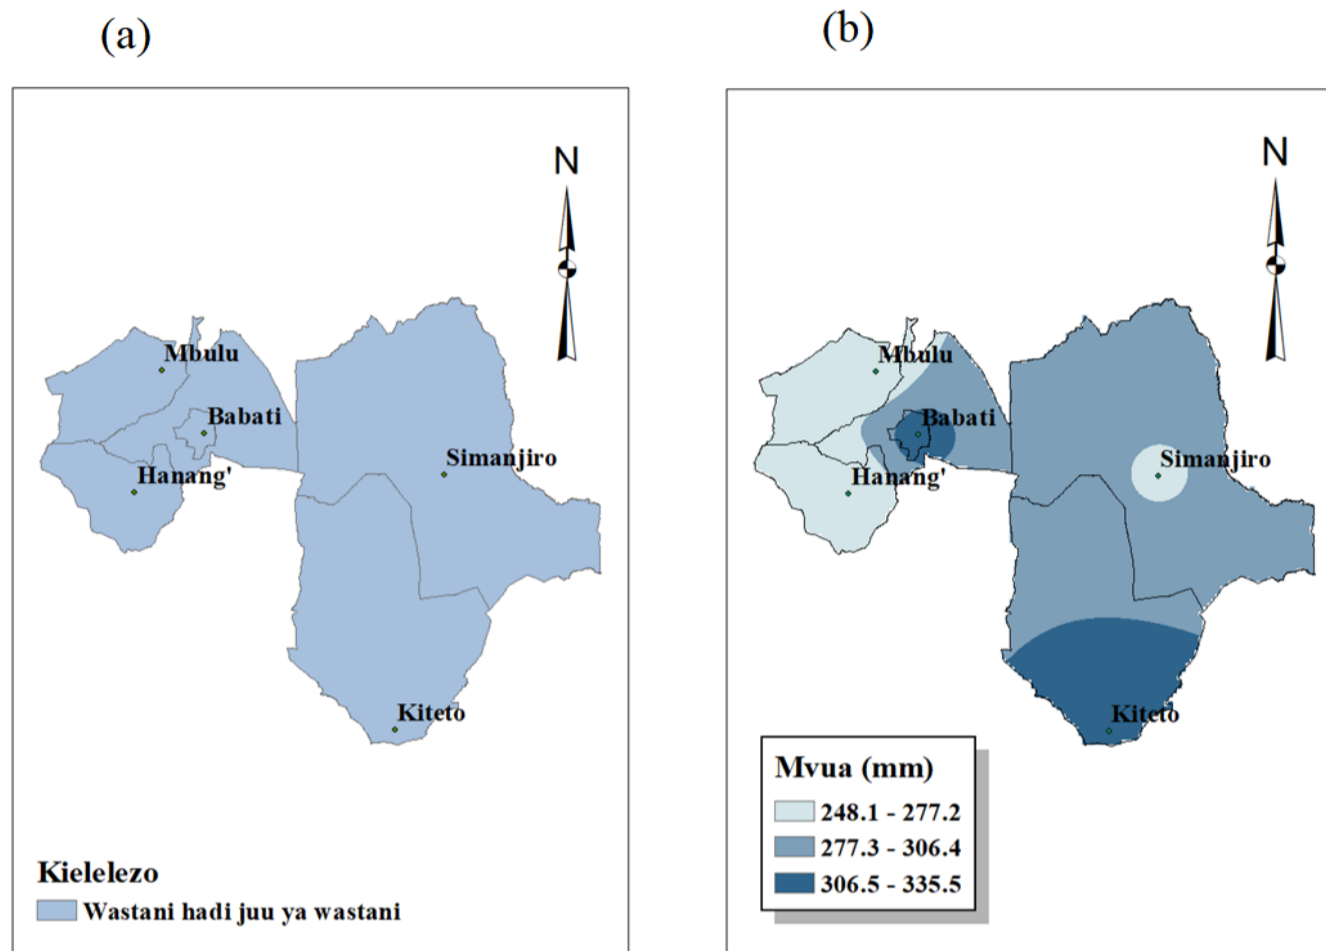 (a)
(b)
N
Mbulu
Babati
Hanang'
Simanjiro
Kiteto
Kielelezo
Wastani hadi juu ya wastani
N
Mbulu
Babati
Hanang'
Simanjiro
Kiteto
Mvua (mm)
248.1 - 277.2
277.3 - 306.4
306.5 - 335.5